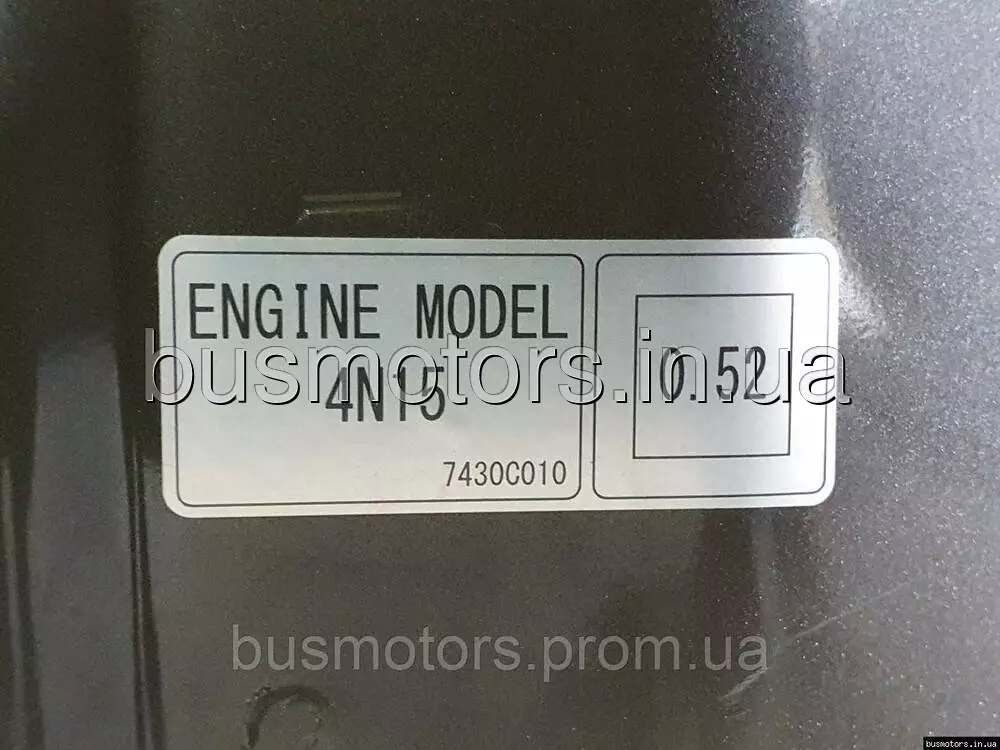 ENGINE MODEL
busmotors.in.ua
4N15
0.52
7430C010
busmotors.prom.ua
busmotors.in.ua